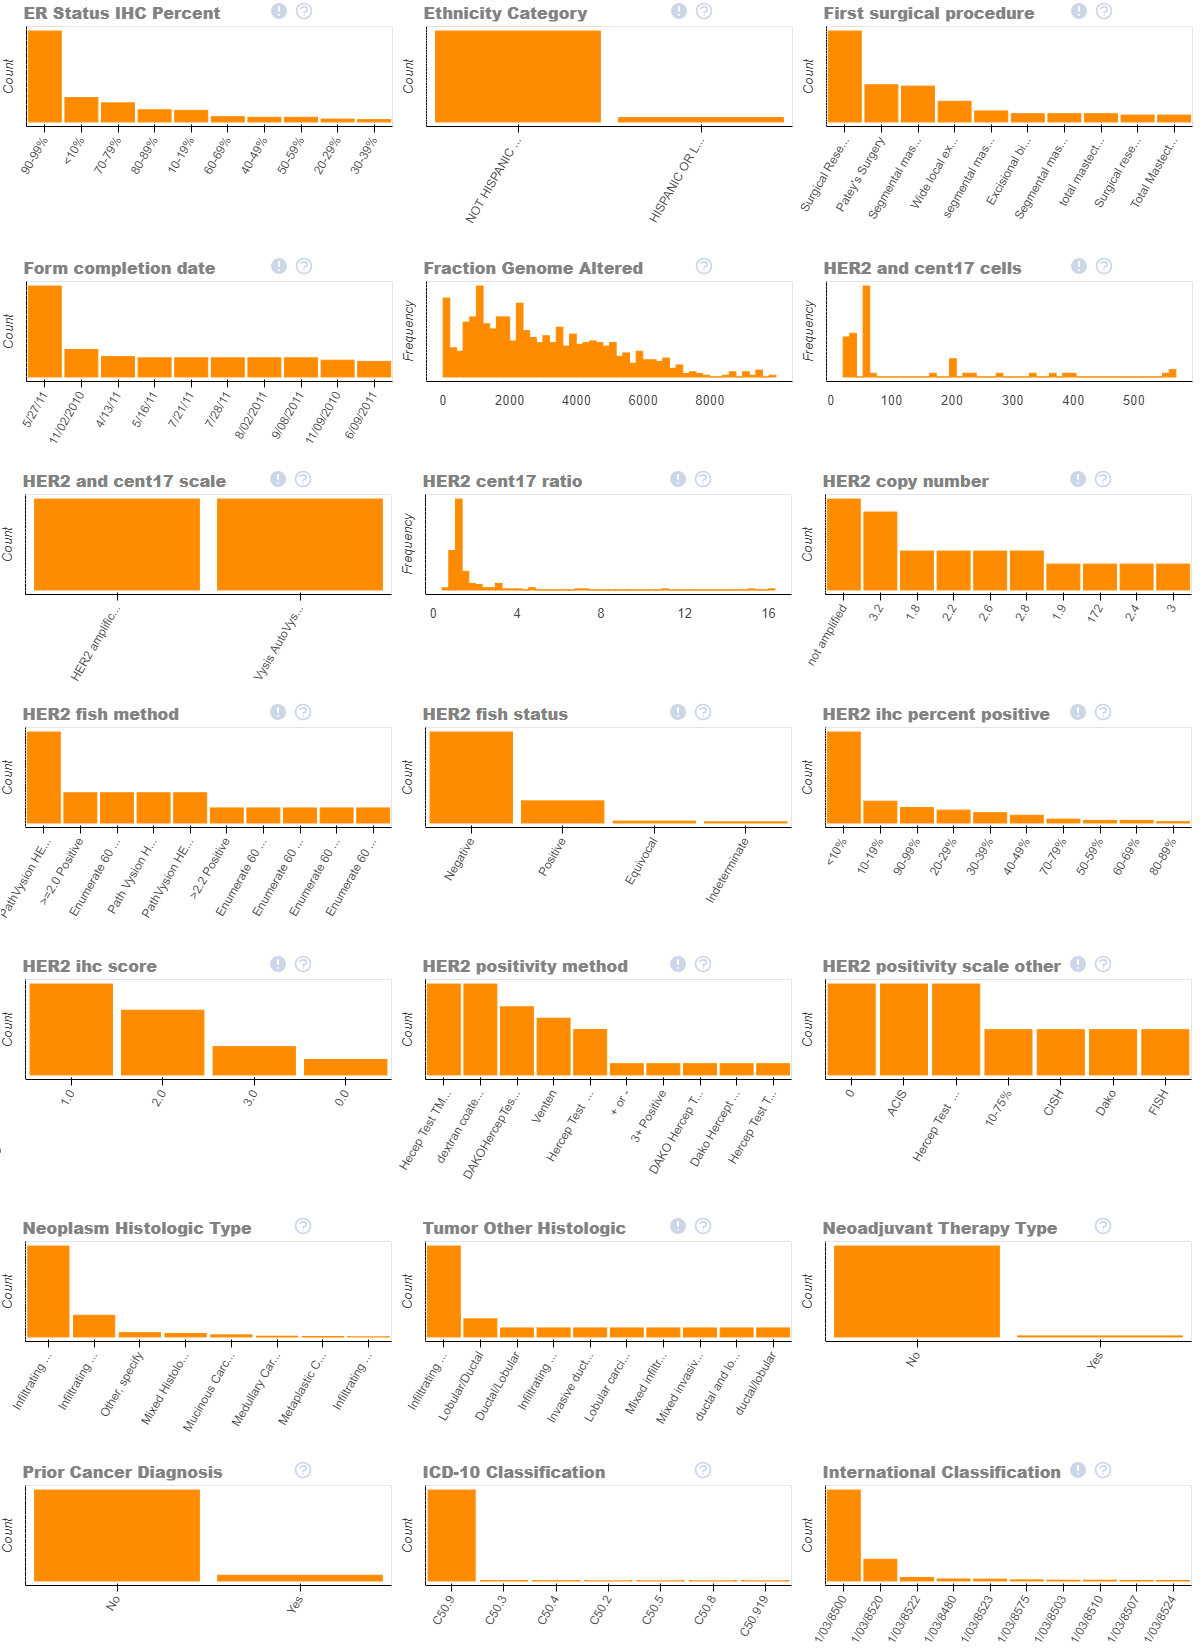 ER Status IHC Percent
Count
90-99%
<10%
70-79%
80-89%
10-19%
60-69%
40-49%
50-59%
20-29%
30-39%
Ethnicity Category
Count
NOT HISPANIC ...
HISPANIC OR L...
First surgical procedure
Count
Surgical Rese...
Patey's Surgery
Segmental mas...
Wide local ex...
segmental mas...
Excisional bi...
Segmental mas...
total mastect...
Surgical rese...
Total Mastect...
Form completion date
Count
5/27/11
11/02/2010
4/13/11
5/16/11
7/21/11
7/28/11
8/02/2011
9/08/2011
11/09/2010
6/09/2011
Fraction Genome Altered
Frequency
0 2000 4000 6000 8000
HER2 and cent17 cells
Frequency
0 100 200 300 400 500
HER2 and cent17 scale
Count
HER2 amplific...
Vysis AutoVys...
HER2 cent17 ratio
Frequency
0 4 8 12 16
HER2 copy number
Count
not amplified
3.2
1.8
2.2
2.6
2.8
1.9
172
2.4
3
HER2 fish method
Count
PathVysion HE...
>=2.0 Positive
Enumerate 60 ...
Path Vysion H...
PathVysion HE...
>2.2 Positive
Enumerate 60 ...
Enumerate 60 ...
Enumerate 60 ...
Enumerate 60 ...
HER2 fish status
Count
Negative
Positive
Equivocal
Indeterminate
HER2 ihc percent positive
Count
<10%
10-19%
90-99%
20-29%
30-39%
40-49%
70-79%
50-59%
60-69%
80-89%
HER2 ihc score
Count
1.0
2.0
3.0
0.0
HER2 positivity method
Count
Hecep Test TM...
dextran coate...
DAKOHercepTes...
Venten
Hercep Test ...
+ or -
3+ Positive
DAKO Hercep T...
Dako Hercept ...
Hercep Test T...
HER2 positivity scale other
Count
0
ACIS
Hercep Test ...
10-75%
CISH
Dako
FISH
Neoplasm Histologic Type
Count
Infiltrating ...
Infiltrating ...
Other, specify
Mixed Histolo...
Mucinous Carc...
Medullary Car...
Metaplastic C...
Infiltrating ...
Tumor Other Histologic
Count
Infiltrating ...
Lobular/Ductal
Ductal/Lobular
Infiltrating ...
Invasive duct...
Lobular carci...
Mixed infiltr...
Mixed invasiv...
ductal and lo...
ductal/lobular
Neoadjuvant Therapy Type
Count
No
Yes
Prior Cancer Diagnosis
Count
No
Yes
ICD-10 Classification
Count
C50.9
C50.3
C50.4
C50.2
C50.5
C50.8
C50.919
International Classification
Count
1/03/8500
1/03/8520
1/03/8522
1/03/8480
1/03/8523
1/03/8575
1/03/8503
1/03/8510
1/03/8507
1/03/8524